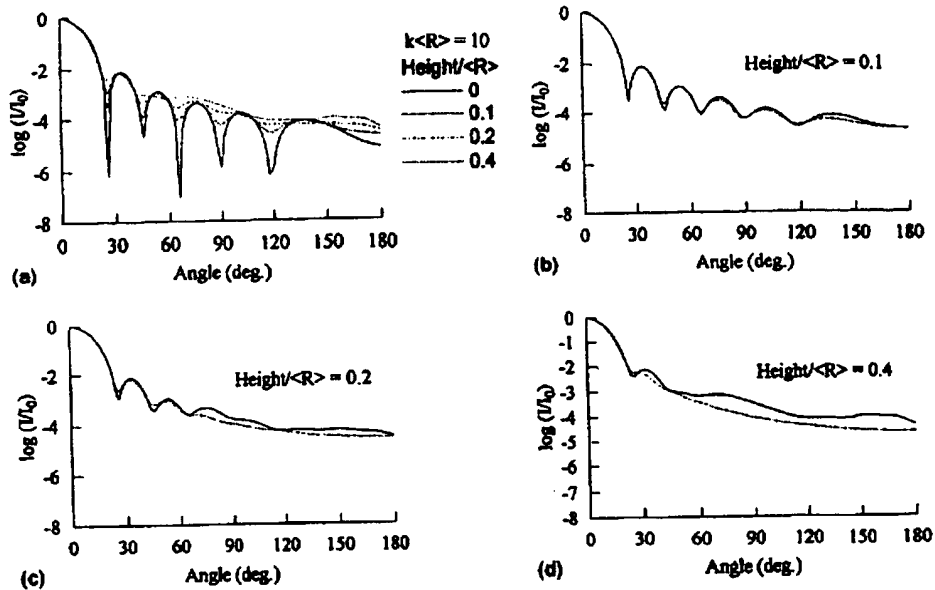 0
-2
-4
-6
-8
log (I/I₀)
0 30 60 90 120 150 180
Angle (deg.)
(a)
k<R> = 10
Height/<R>
0
0.1
0.2
0.4
0
-2
-4
-6
-8
log (I/I₀)
Height/<R> = 0.1
0 30 60 90 120 150 180
Angle (deg.)
(b)
0
-2
-4
-6
-8
log (I/I₀)
Height/<R> = 0.2
0 30 60 90 120 150 180
Angle (deg.)
(c)
0
-1
-2
-3
-4
-5
-6
-7
-8
log (I/I₀)
Height/<R> = 0.4
0 30 60 90 120 150 180
Angle (deg.)
(d)